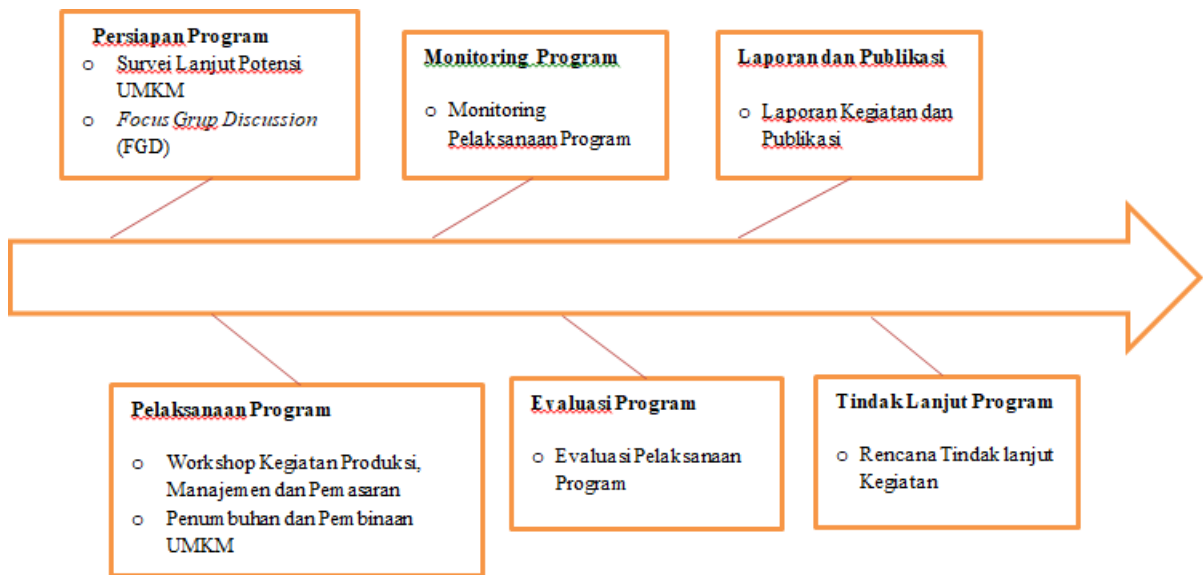 Persiapan Program
o Survei Lanjut Potensi
UMKM
o Focus Grup Discussion
(FGD)
Monitoring Program
o Monitoring
Pelaksanaan Program
Laporan dan Publikasi
o Laporan Kegiatan dan
Publikasi
Pelaksanaan Program
o Workshop Kegiatan Produksi,
Manajemen dan Pemasaran
o Penumbuhan dan Pembinaan
UMKM
Evaluasi Program
o Evaluasi Pelaksanaan
Program
Tindak Lanjut Program
o Rencana Tindak lanjut
Kegiatan